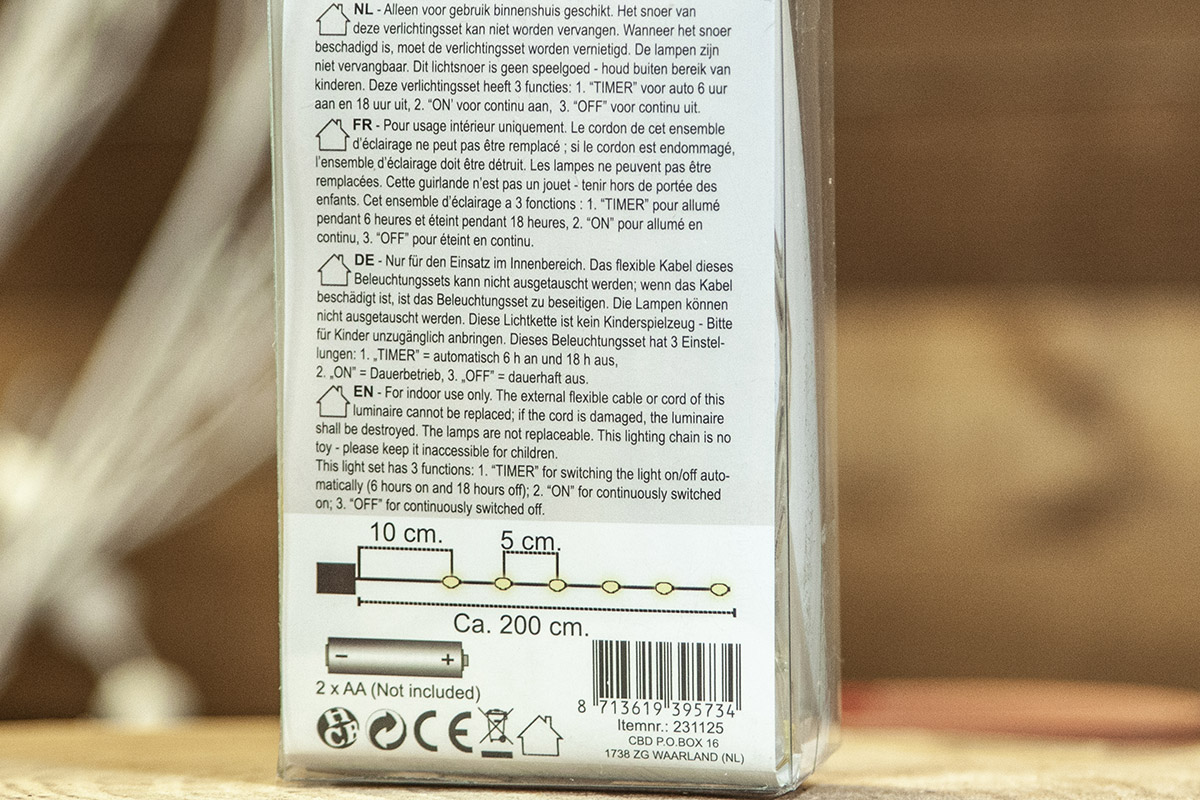 NL - Alleen voor gebruik binnenshuis geschikt. Het snoer van
deze verlichtingsset kan niet worden vervangen. Wanneer het snoer
beschadigd is, moet de verlichtingsset worden vernietigd. De lampen zijn
niet vervangbaar. Dit lichtsnoer is geen speelgoed - houd buiten bereik van
kinderen. Deze verlichtingsset heeft 3 functies: 1. “TIMER” voor auto 6 uur
aan en 18 uur uit, 2. “ON’ voor continu aan, 3. “OFF” voor continu uit.
FR - Pour usage intérieur uniquement. Le cordon de cet ensemble
d’éclairage ne peut pas être remplacé ; si le cordon est endommagé,
l’ensemble d’éclairage doit être détruit. Les lampes ne peuvent pas être
remplacées. Cette guirlande n’est pas un jouet - tenir hors de portée des
enfants. Cet ensemble d’éclairage a 3 fonctions : 1. “TIMER” pour allumé
pendant 6 heures et éteint pendant 18 heures, 2. “ON” pour allumé en
continu, 3. “OFF” pour éteint en continu.
DE - Nur für den Einsatz im Innenbereich. Das flexible Kabel dieses
Beleuchtungssets kann nicht ausgetauscht werden; wenn das Kabel
beschädigt ist, ist das Beleuchtungsset zu beseitigen. Die Lampen können
nicht ausgetauscht werden. Diese Lichtkette ist kein Kinderspielzeug - Bitte
für Kinder unzugänglich anbringen. Dieses Beleuchtungsset hat 3 Einstel-
lungen: 1. „TIMER” = automatisch 6 h an und 18 h aus,
2. „ON” = Dauerbetrieb, 3. „OFF” = dauerhaft aus.
EN - For indoor use only. The external flexible cable or cord of this
luminaire cannot be replaced; if the cord is damaged, the luminaire
shall be destroyed. The lamps are not replaceable. This lighting chain is no
toy - please keep it inaccessible for children.
This light set has 3 functions: 1. “TIMER” for switching the light on/off auto-
matically (6 hours on and 18 hours off); 2. “ON” for continuously switched
on; 3. “OFF” for continuously switched off.
10 cm. 5 cm.
Ca. 200 cm.
- +
2 x AA (Not included)
8 713619 395734
Itemnr.: 231125
CBD P.O.BOX 16
1738 ZG WAARLAND (NL)
CE